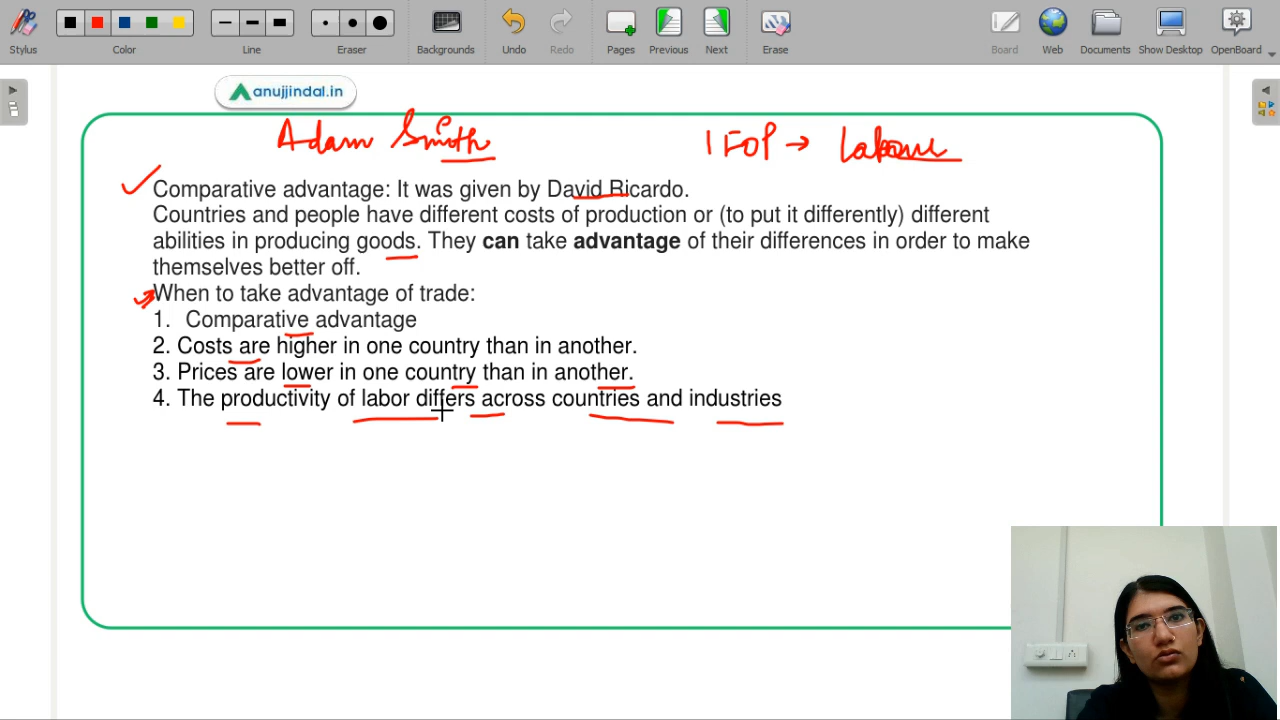 Stylus
Color
Line
Eraser
Backgrounds
Undo
Redo
Pages
Previous
Next
Erase
Board
Web
Documents
Show Desktop
OpenBoard
anujjindal.in
Adam Smith
1 FOP → Labour
Comparative advantage: It was given by David Ricardo.
Countries and people have different costs of production or (to put it differently) different
abilities in producing goods. They can take advantage of their differences in order to make
themselves better off.
When to take advantage of trade:
1. Comparative advantage
2. Costs are higher in one country than in another.
3. Prices are lower in one country than in another.
4. The productivity of labor differs across countries and industries